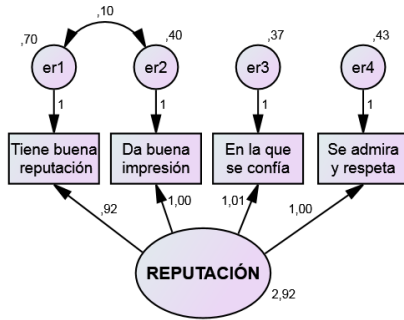 ,10
,70
,40
,37
,43
er1
er2
er3
er4
1
1
1
1
Tiene buena
reputación
Da buena
impresión
En la que
se confía
Se admira
y respeta
,92
1,00
1,01
1,00
REPUTACIÓN
2,92